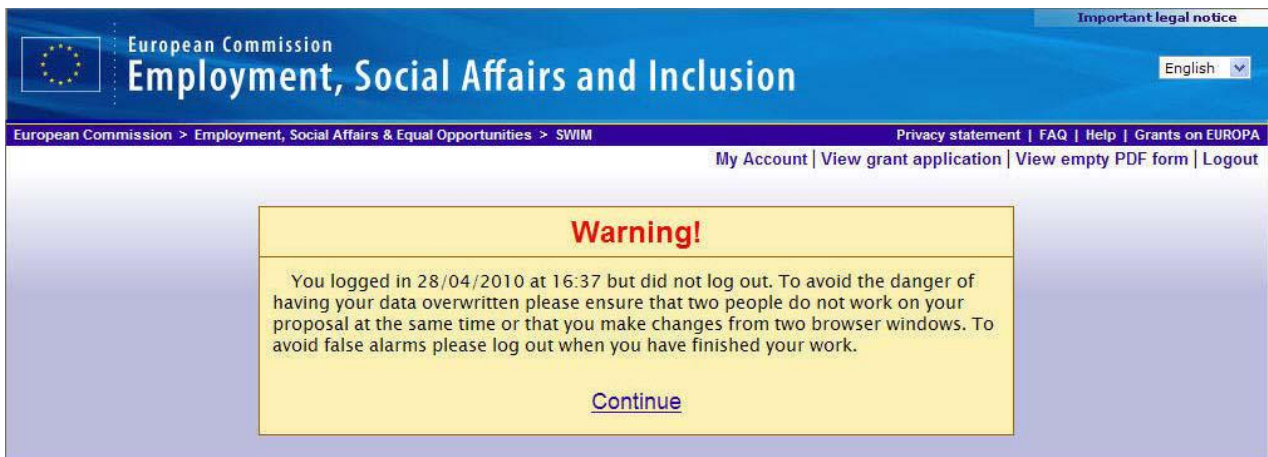 Important legal notice
European Commission
Employment, Social Affairs and Inclusion
English
European Commission > Employment, Social Affairs & Equal Opportunities > SWIM
Privacy statement | FAQ | Help | Grants on EUROPA
My Account | View grant application | View empty PDF form | Logout
Warning!
You logged in 28/04/2010 at 16:37 but did not log out. To avoid the danger of
having your data overwritten please ensure that two people do not work on your
proposal at the same time or that you make changes from two browser windows. To
avoid false alarms please log out when you have finished your work.
Continue